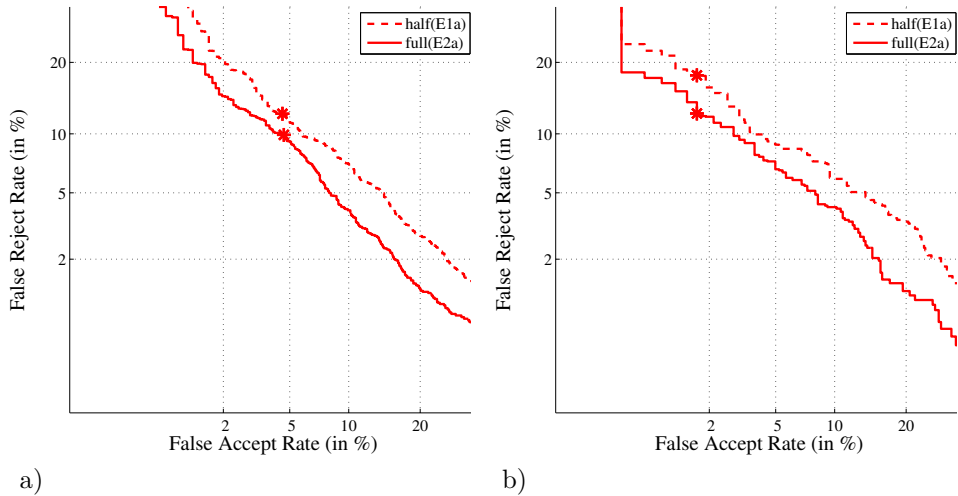 half(E1a)
full(E2a)
20
10
5
2
False Reject Rate (in %)
2
5
10
20
False Accept Rate (in %)
a)
half(E1a)
full(E2a)
20
10
5
2
False Reject Rate (in %)
2
5
10
20
False Accept Rate (in %)
b)